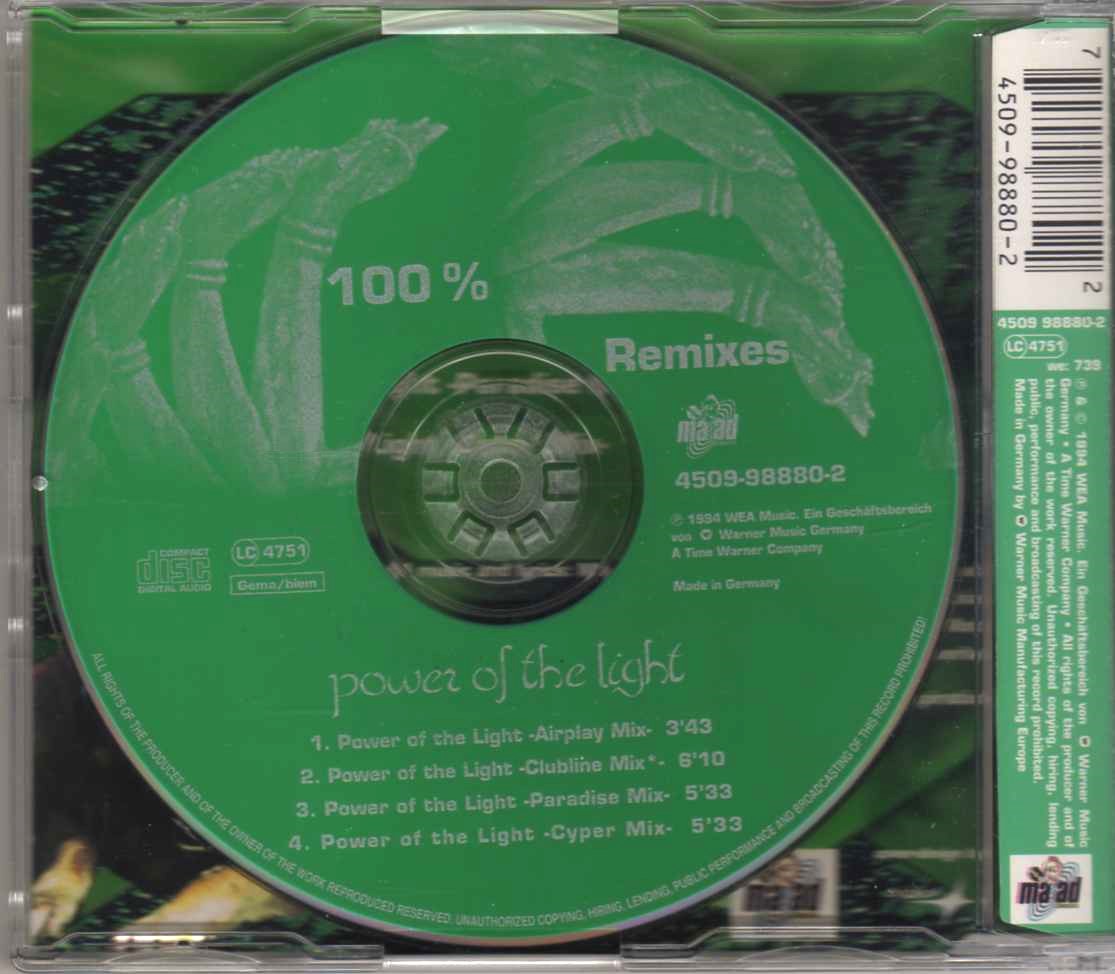 100 %
Remixes
ma ad
4509-98880-2
℗ 1994 WEA Music. Ein Geschäftsbereich
von Warner Music Germany
A Time Warner Company
Made in Germany
COMPACT
disc
DIGITAL AUDIO
LC 4751
Gema/biem
power of the light
1. Power of the Light -Airplay Mix- 3'43
2. Power of the Light -Clubline Mix*- 6'10
3. Power of the Light -Paradise Mix- 5'33
4. Power of the Light -Cyper Mix- 5'33
ALL RIGHTS OF THE PRODUCER AND OF THE OWNER OF THE WORK REPRODUCED RESERVED. UNAUTHORIZED COPYING, HIRING, LENDING, PUBLIC PERFORMANCE AND BROADCASTING OF THIS RECORD PROHIBITED!
7
4509-98880-2
2
4509 98880-2
LC 4751
WE: 739
℗ & © 1994 WEA Music. Ein Geschäftsbereich von Warner Music
Germany • A Time Warner Company • All rights of the producer and of
the owner of the work reserved. Unauthorized copying, hiring, lending
public, performance and broadcasting of this record prohibited.
Made in Germany by Warner Music Manufacturing Europe
ma ad
ma ad